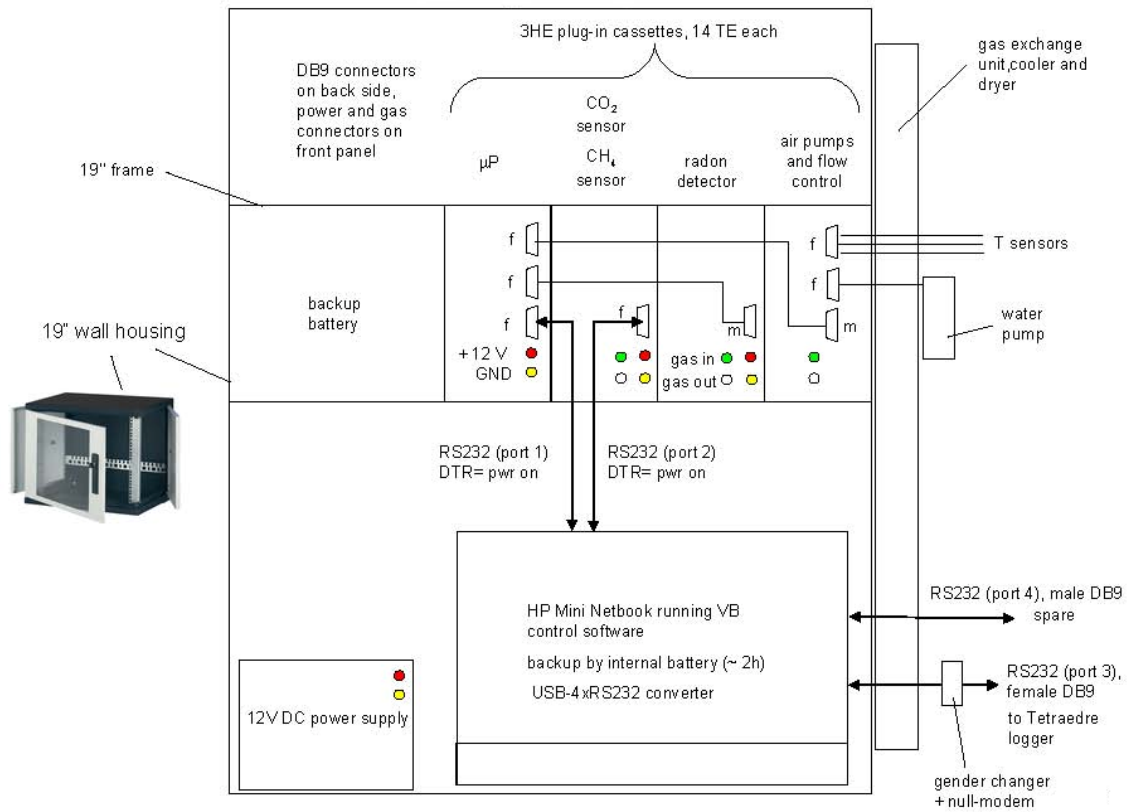 3HE plug-in cassettes, 14 TE each
DB9 connectors
on back side,
power and gas
connectors on
front panel
µP
CO2
sensor
CH4
sensor
radon
detector
air pumps
and flow
control
gas exchange
unit,cooler and
dryer
19" frame
19" wall housing
backup
battery
f
f
f
+12 V
GND
f
m
gas in
gas out
f
f
m
T sensors
water
pump
RS232 (port 1)
DTR= pwr on
RS232 (port 2)
DTR= pwr on
HP Mini Netbook running VB
control software
backup by internal battery (~ 2h)
USB-4xRS232 converter
12V DC power supply
RS232 (port 4), male DB9
spare
RS232 (port 3),
female DB9
to Tetraedre
logger
gender changer
+ null-modem